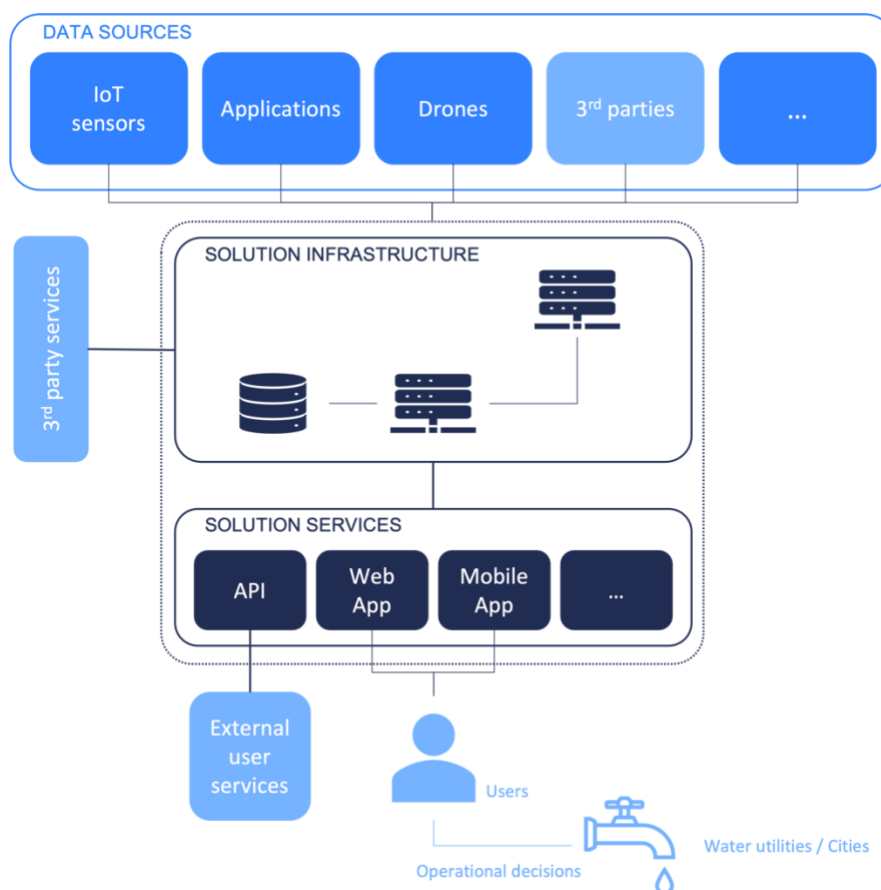 DATA SOURCES
IoT
sensors
Applications
Drones
3rd parties
...
3rd party services
SOLUTION INFRASTRUCTURE
SOLUTION SERVICES
API
Web
App
Mobile
App
...
External
user
services
Users
Operational decisions
Water utilities / Cities